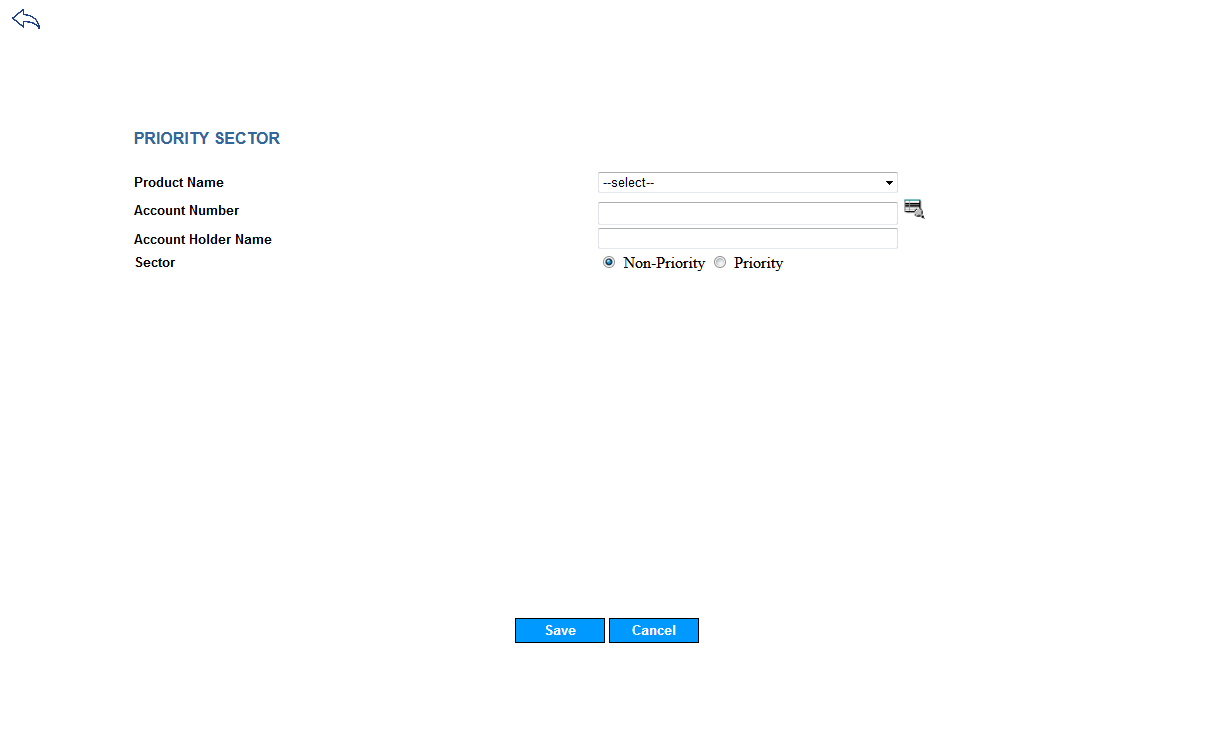 PRIORITY SECTOR
Product Name --select--
Account Number
Account Holder Name
Sector Non-Priority Priority
Save Cancel